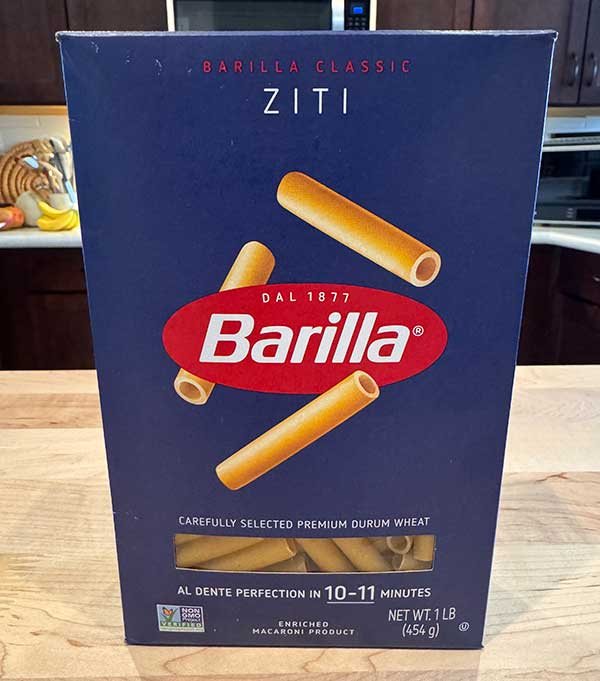 BARILLA CLASSIC
ZITI
DAL 1877
Barilla®
CAREFULLY SELECTED PREMIUM DURUM WHEAT
AL DENTE PERFECTION IN 10-11 MINUTES
NON
GMO
Project
VERIFIED
ENRICHED
MACARONI PRODUCT
NET WT. 1 LB
(454 g)
U